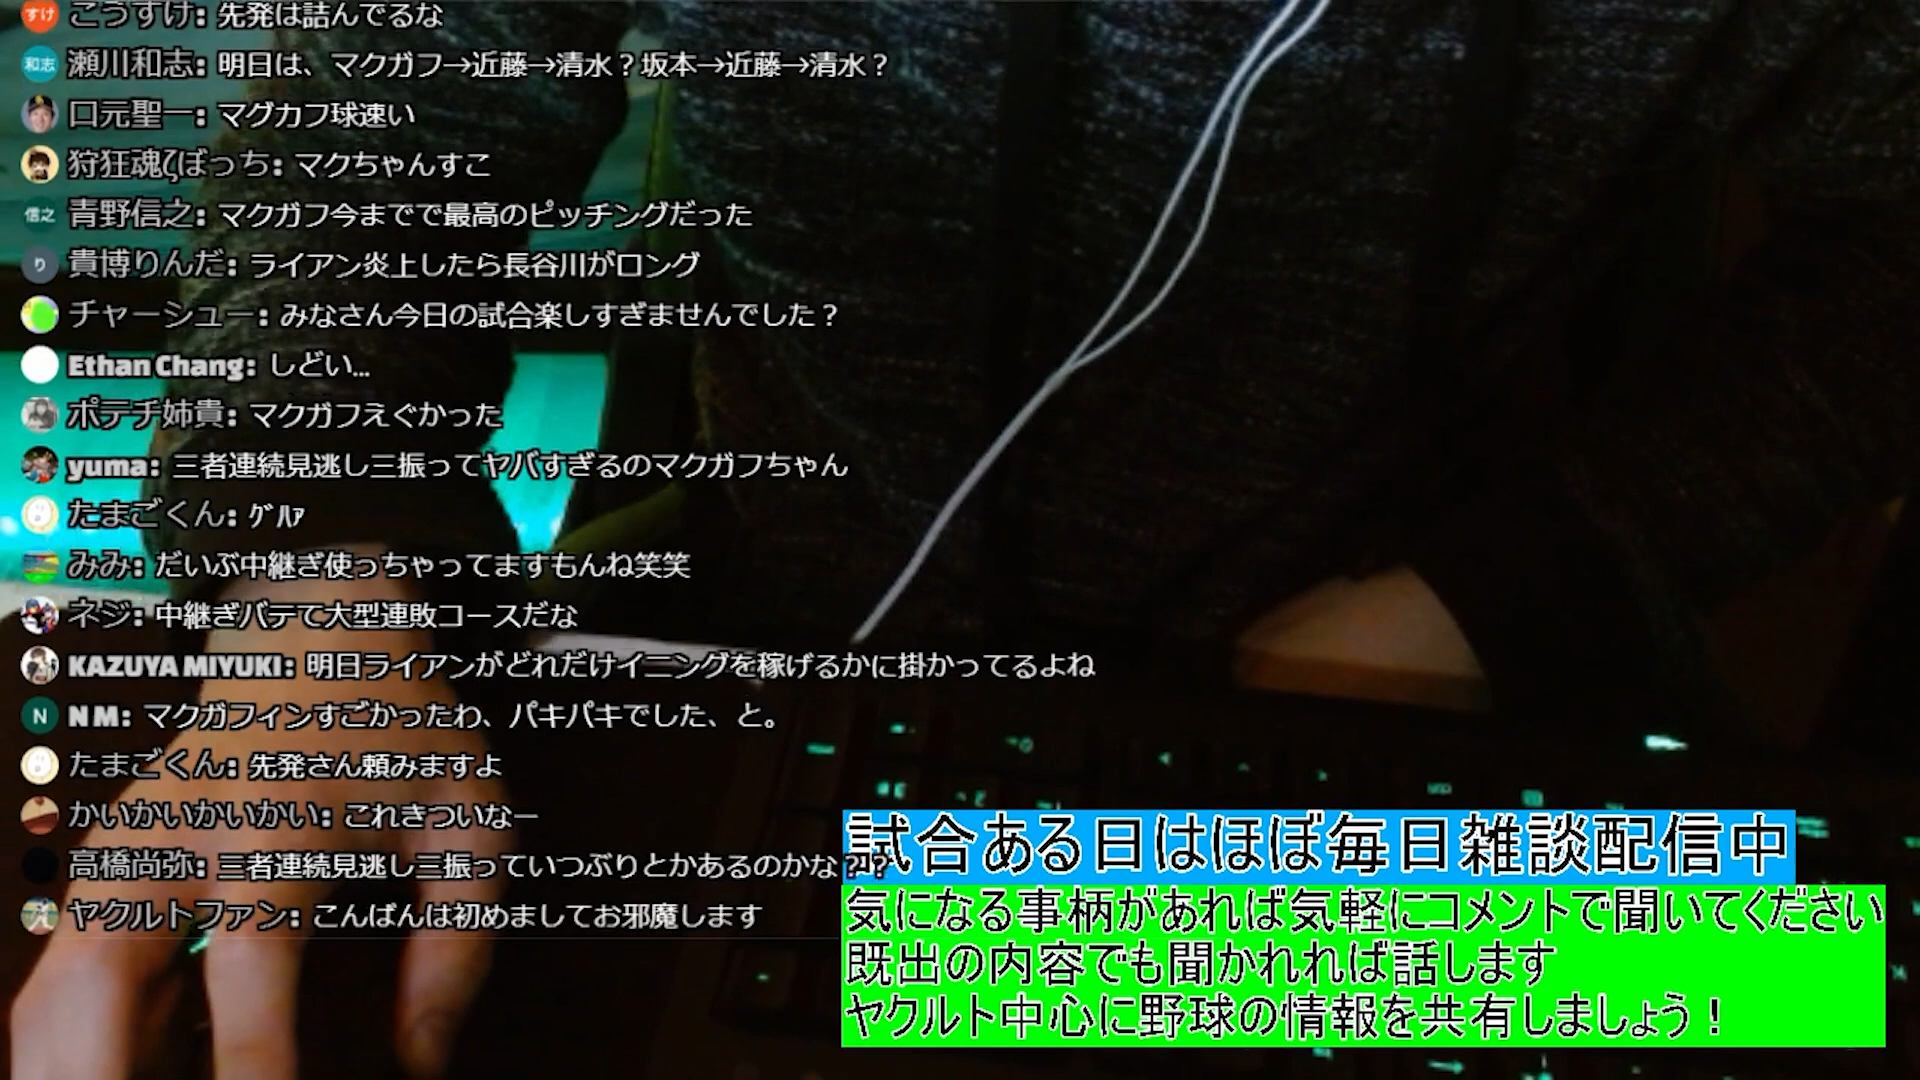 すけ こうすけ: 先発は詰んでるな
和志 瀬川和志: 明日は、マクガフ→近藤→清水？坂本→近藤→清水？
口元聖一: マグカフ球速い
狩狂魂ζぼっち: マクちゃんすこ
信之 青野信之: マクガフ今までで最高のピッチングだった
り 貴博りんだ: ライアン炎上したら長谷川がロング
チャーシュー: みなさん今日の試合楽しすぎませんでした？
Ethan Chang: しどい...
ポテチ姉貴: マクガフえぐかった
yuma: 三者連続見逃し三振ってヤバすぎるのマクガフちゃん
たまごくん: ｸﾞﾙｧ
みみ: だいぶ中継ぎ使っちゃってますもんね笑笑
ネジ: 中継ぎバテて大型連敗コースだな
KAZUYA MIYUKI: 明日ライアンがどれだけイニングを稼げるかに掛かってるよね
N N M: マクガフィンすごかったわ、パキパキでした、と。
たまごくん: 先発さん頼みますよ
かいかいかいかい: これきついなー
高橋尚弥: 三者連続見逃し三振っていつぶりとかあるのかな？？
ヤクルトファン: こんばんは初めましてお邪魔します
試合ある日はほぼ毎日雑談配信中
気になる事柄があれば気軽にコメントで聞いてください
既出の内容でも聞かれれば話します
ヤクルト中心に野球の情報を共有しましょう！